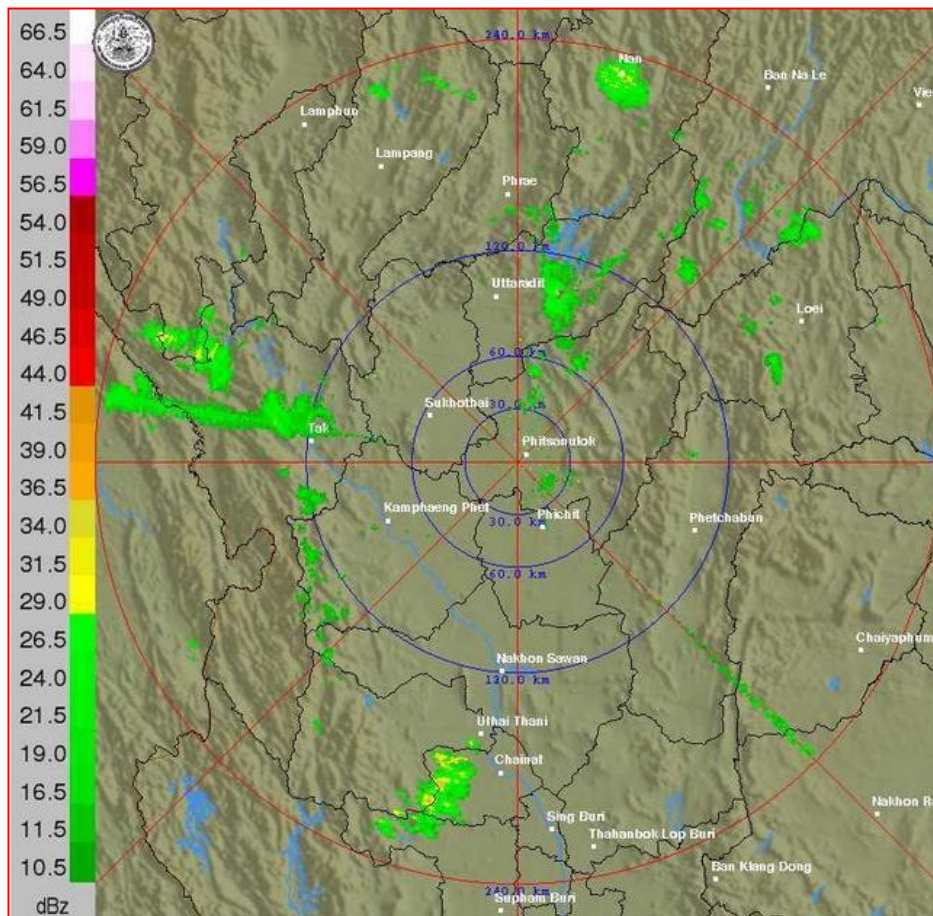 66.5
64.0
61.5
59.0
56.5
54.0
49.0
46.5
44.0
41.5
39.0
36.5
34.0
31.5
29.0
26.5
24.0
21.5
19.0
16.5
11.5
10.5
dBz
240.0 km
Nan
Ban Na Le
Vie
Lamphun
Lampang
Phrae
120.0 km
Uttaradit
Loei
60.0 km
30.0 km
Sukhothai
Tak
Phitsanulok
Kamphaeng Phet
Phichit
30.0 km
Phetchabun
60.0 km
Chaiyaphum
Nakhon Sawan
120.0 km
Uthai Thani
Chainat
Nakhon Ra
Sing Buri
Thahanbok Lop Buri
Ban Klang Dong
240.0 km
Supham Buri